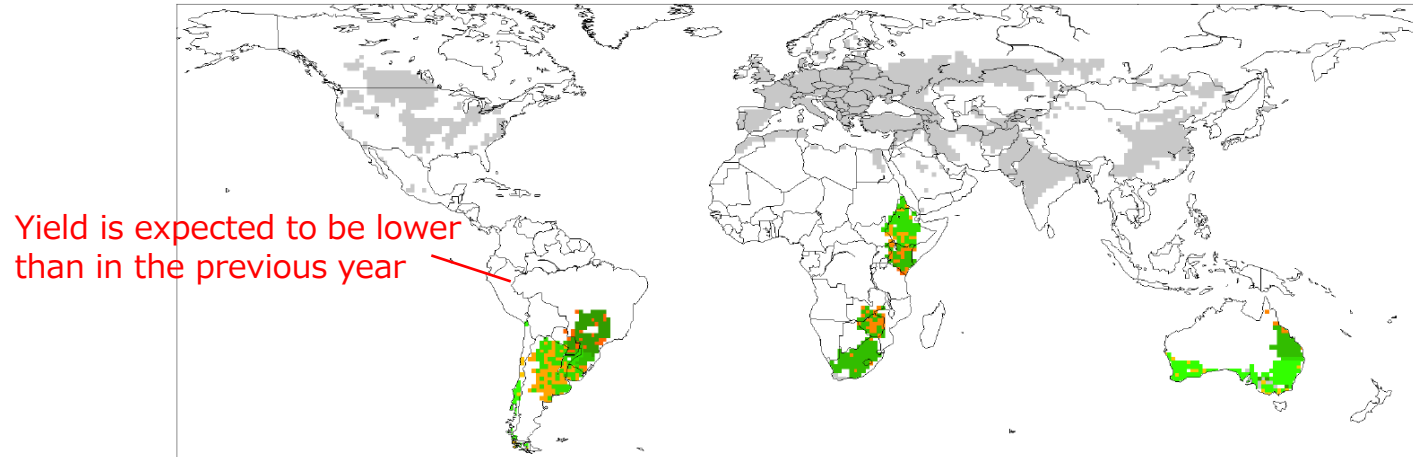 Yield is expected to be lower
than in the previous year